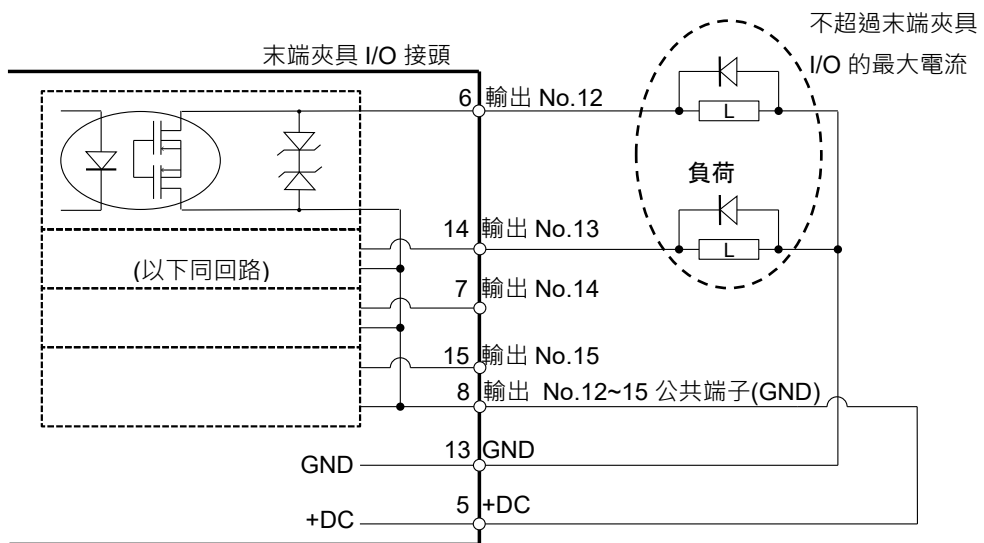 不超過末端夾具
I/O 的最大電流
末端夾具 I/O 接頭
6 輸出 No.12
L
負荷
14 輸出 No.13
L
(以下同回路)
7 輸出 No.14
15 輸出 No.15
8 輸出 No.12~15 公共端子(GND)
GND 13 GND
+DC 5 +DC